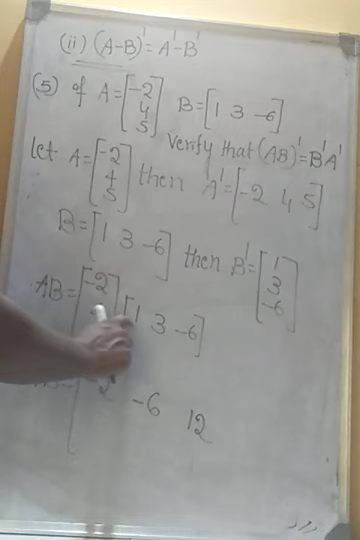 (ii) (A-B)' = A'-B'
(5) If A = [-2 4 5] B = [1 3 -6]
Verify that (AB)' = B'A'
let A = [-2 4 5] then A' = [-2 4 5]
B = [1 3 -6] then B' = [1 3 -6]
AB = [-2 [1 3 -6]
-6 12